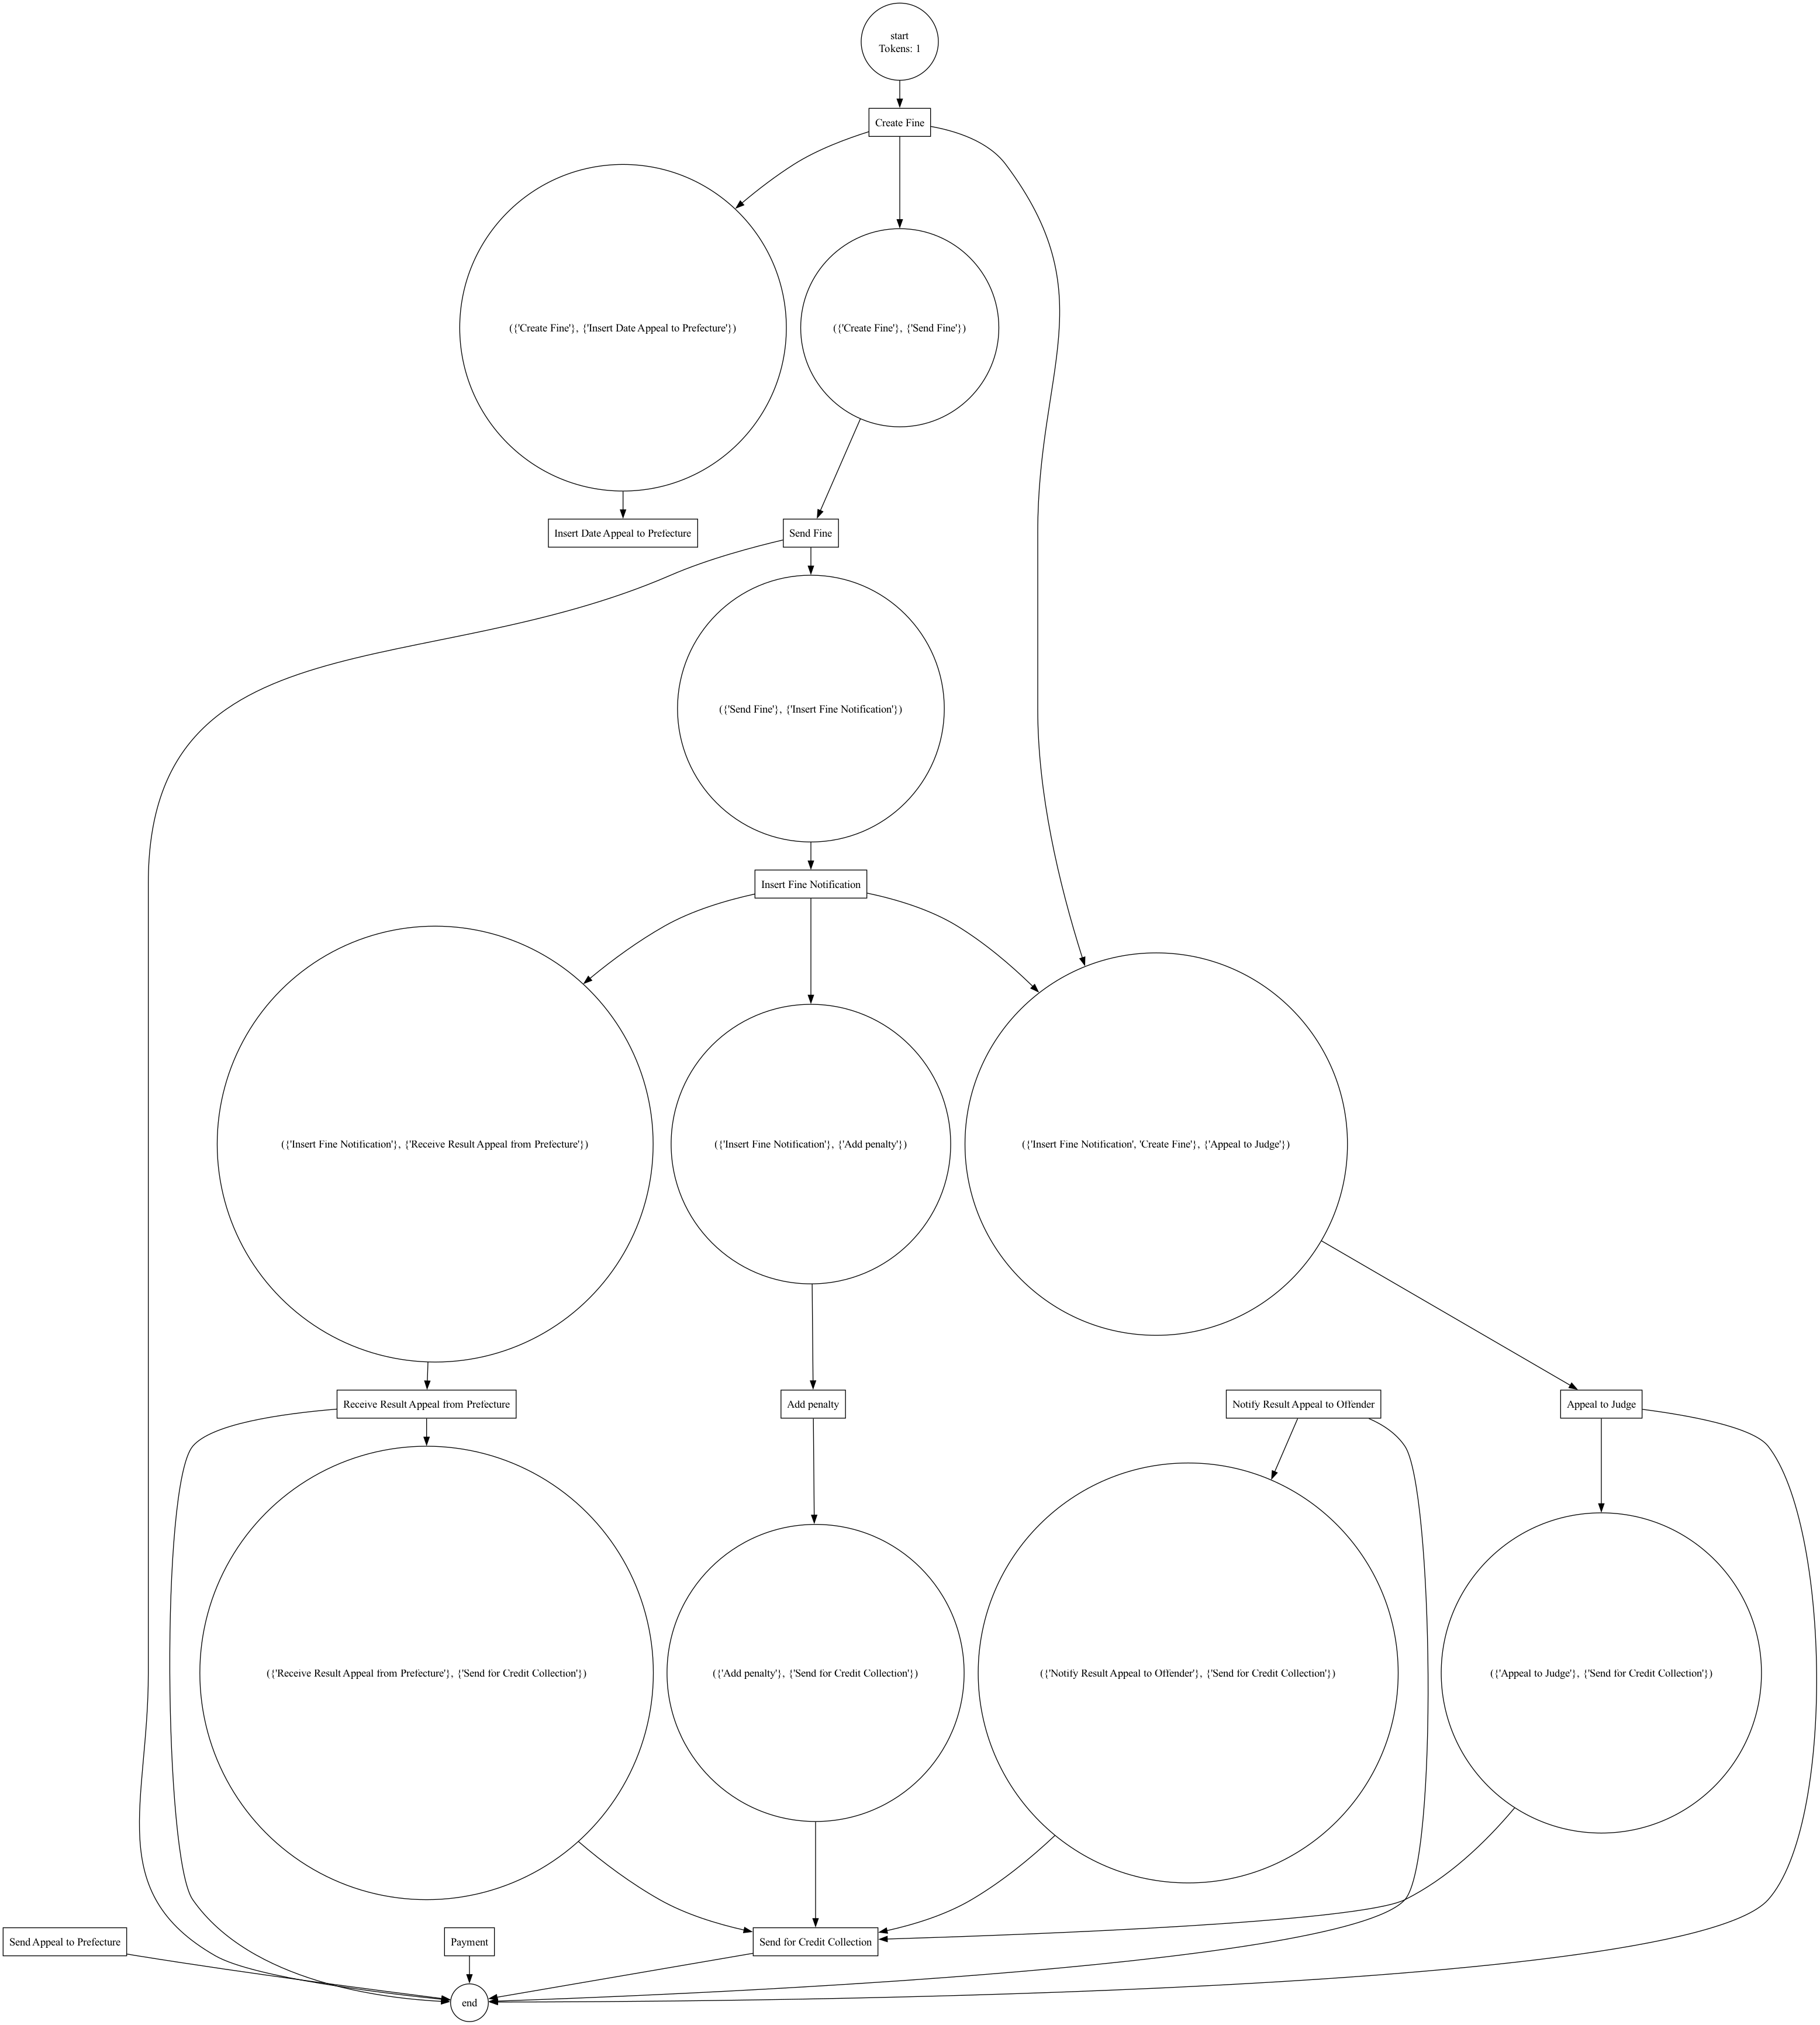 start
Tokens: 1
Create Fine
({'Create Fine'}, {'Insert Date Appeal to Prefecture'})
({'Create Fine'}, {'Send Fine'})
Insert Date Appeal to Prefecture
Send Fine
({'Send Fine'}, {'Insert Fine Notification'})
Insert Fine Notification
({'Insert Fine Notification'}, {'Receive Result Appeal from Prefecture'})
({'Insert Fine Notification'}, {'Add penalty'})
({'Insert Fine Notification', 'Create Fine'}, {'Appeal to Judge'})
Receive Result Appeal from Prefecture
Add penalty
Notify Result Appeal to Offender
Appeal to Judge
({'Receive Result Appeal from Prefecture'}, {'Send for Credit Collection'})
({'Add penalty'}, {'Send for Credit Collection'})
({'Notify Result Appeal to Offender'}, {'Send for Credit Collection'})
({'Appeal to Judge'}, {'Send for Credit Collection'})
Send Appeal to Prefecture
Payment
Send for Credit Collection
end